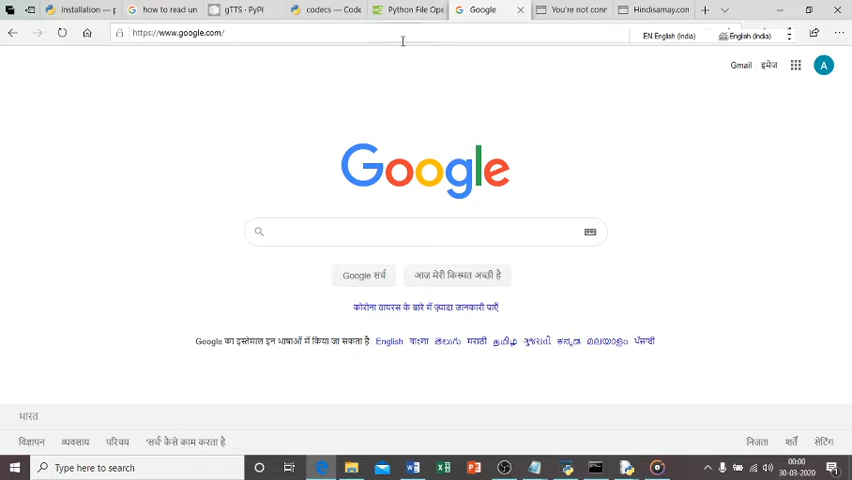 Installation — p
how to read un
gTTS · PyPI
codecs — Code
Python File Ope
Google
You're not conn
Hindisamay.con
https://www.google.com/
EN English (India)
English (India)
Gmail इमेज
A
Google
Google सर्च
आज मेरी किस्मत अच्छी है
कोरोना वायरस के बारे में ज़्यादा जानकारी पाएँ
Google का इस्तेमाल इन भाषाओं में किया जा सकता है: English বাংলা తెలుగు मराठी தமிழ் ગુજરાતી ಕನ್ನಡ മലയാളം ਪੰਜਾਬੀ
भारत
विज्ञापन व्यवसाय परिचय 'सर्च' कैसे काम करता है
निजता शर्तें सेटिंग
Type here to search
00:00
30-03-2020